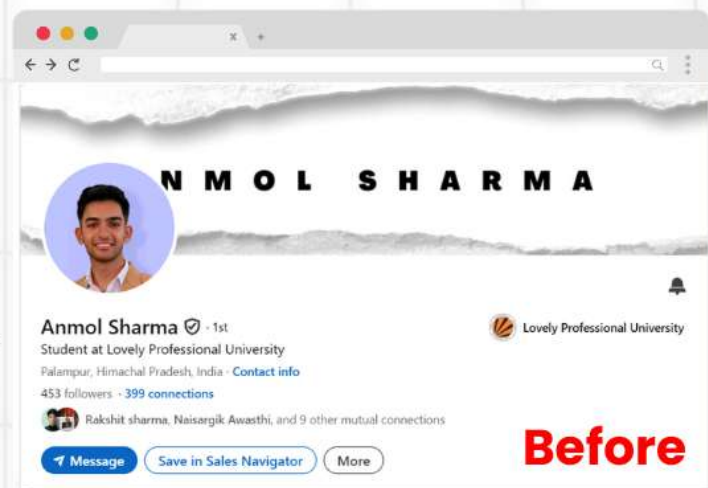 NMOL SHARMA
Anmol Sharma · 1st
Lovely Professional University
Student at Lovely Professional University
Palampur, Himachal Pradesh, India · Contact info
453 followers · 399 connections
Rakshit sharma, Naisargik Awasthi, and 9 other mutual connections
Message
Save in Sales Navigator
More
Before